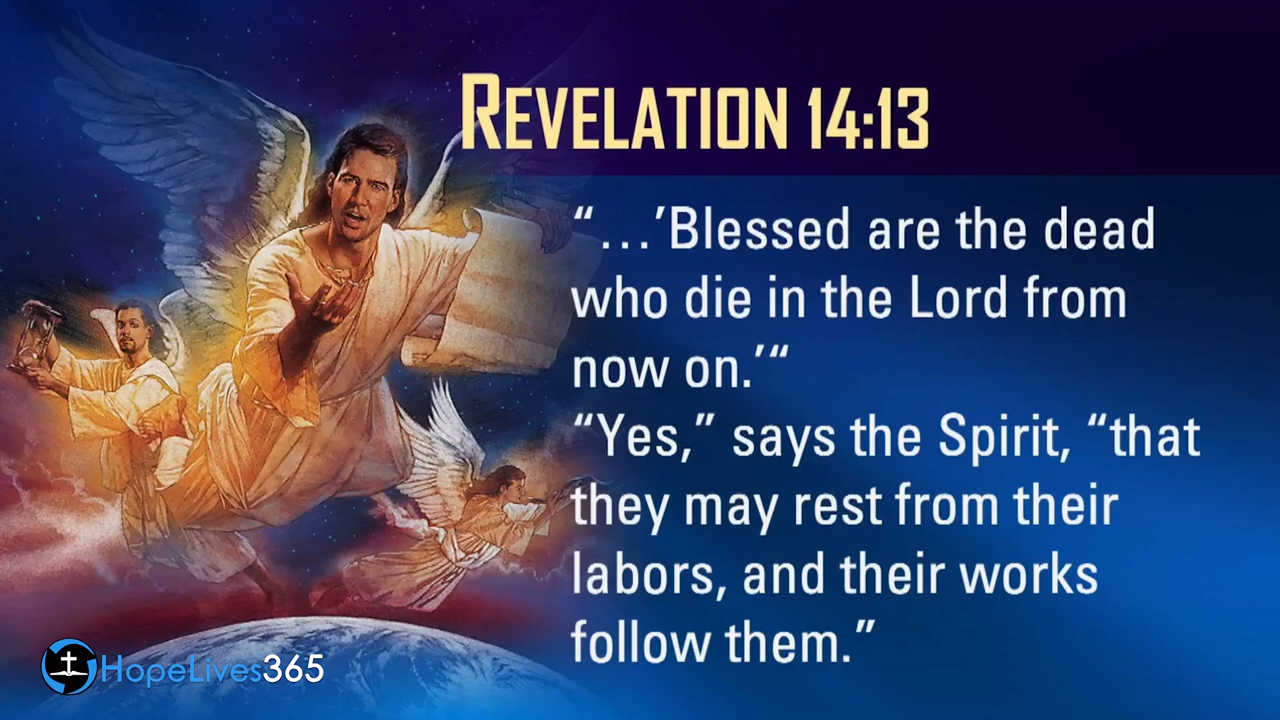 REVELATION 14:13
“…’Blessed are the dead
who die in the Lord from
now on.’“
“Yes,” says the Spirit, “that
they may rest from their
labors, and their works
follow them.”
HopeLives365